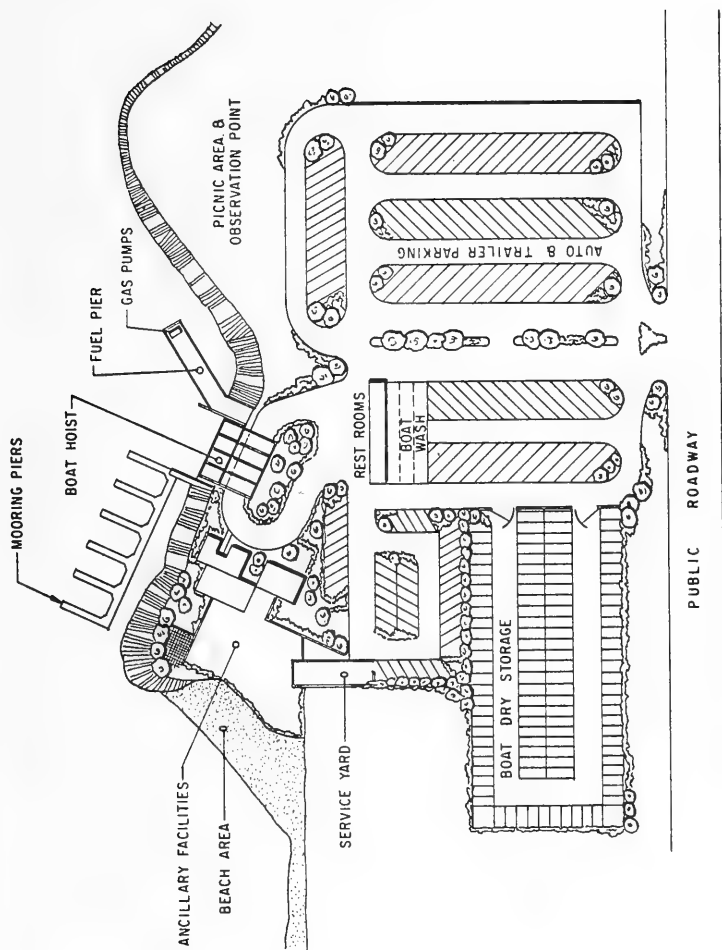 MOORING PIERS
BOAT HOIST
FUEL PIER
GAS PUMPS
PICNIC AREA &
OBSERVATION POINT
ANCILLARY FACILITIES
BEACH AREA
SERVICE YARD
REST ROOMS
BOAT
WASH
AUTO & TRAILER PARKING
BOAT DRY STORAGE
PUBLIC ROADWAY